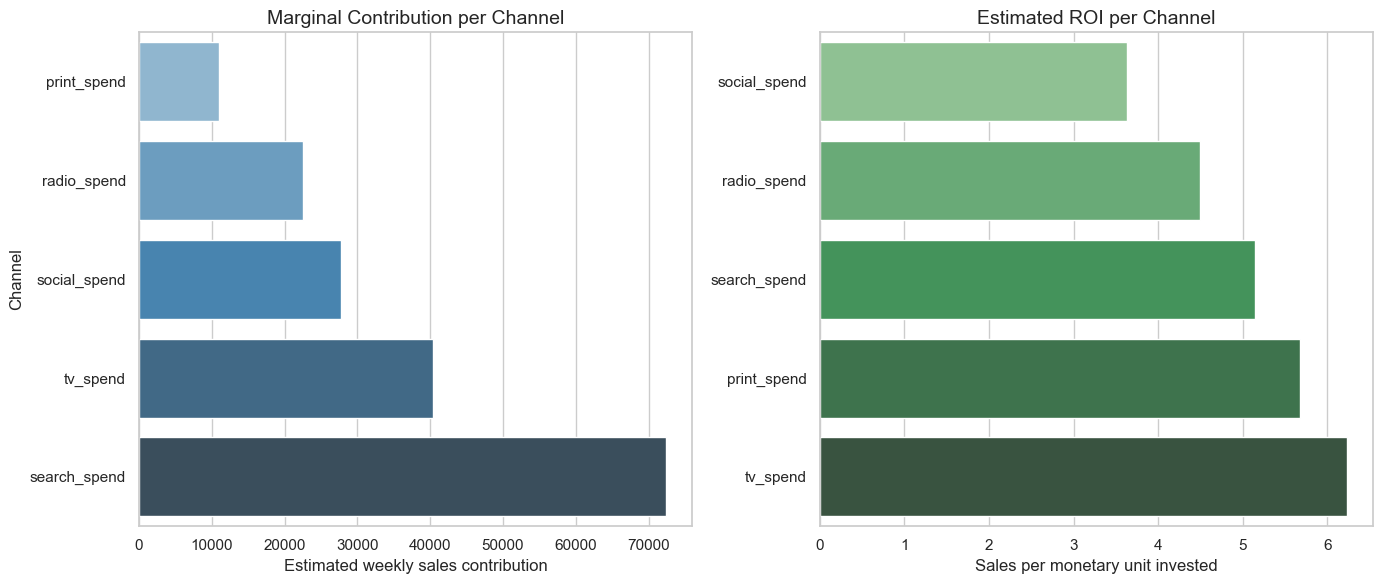 Marginal Contribution per Channel
print_spend
radio_spend
social_spend
tv_spend
search_spend
Channel
0 10000 20000 30000 40000 50000 60000 70000
Estimated weekly sales contribution
Estimated ROI per Channel
social_spend
radio_spend
search_spend
print_spend
tv_spend
0 1 2 3 4 5 6
Sales per monetary unit invested